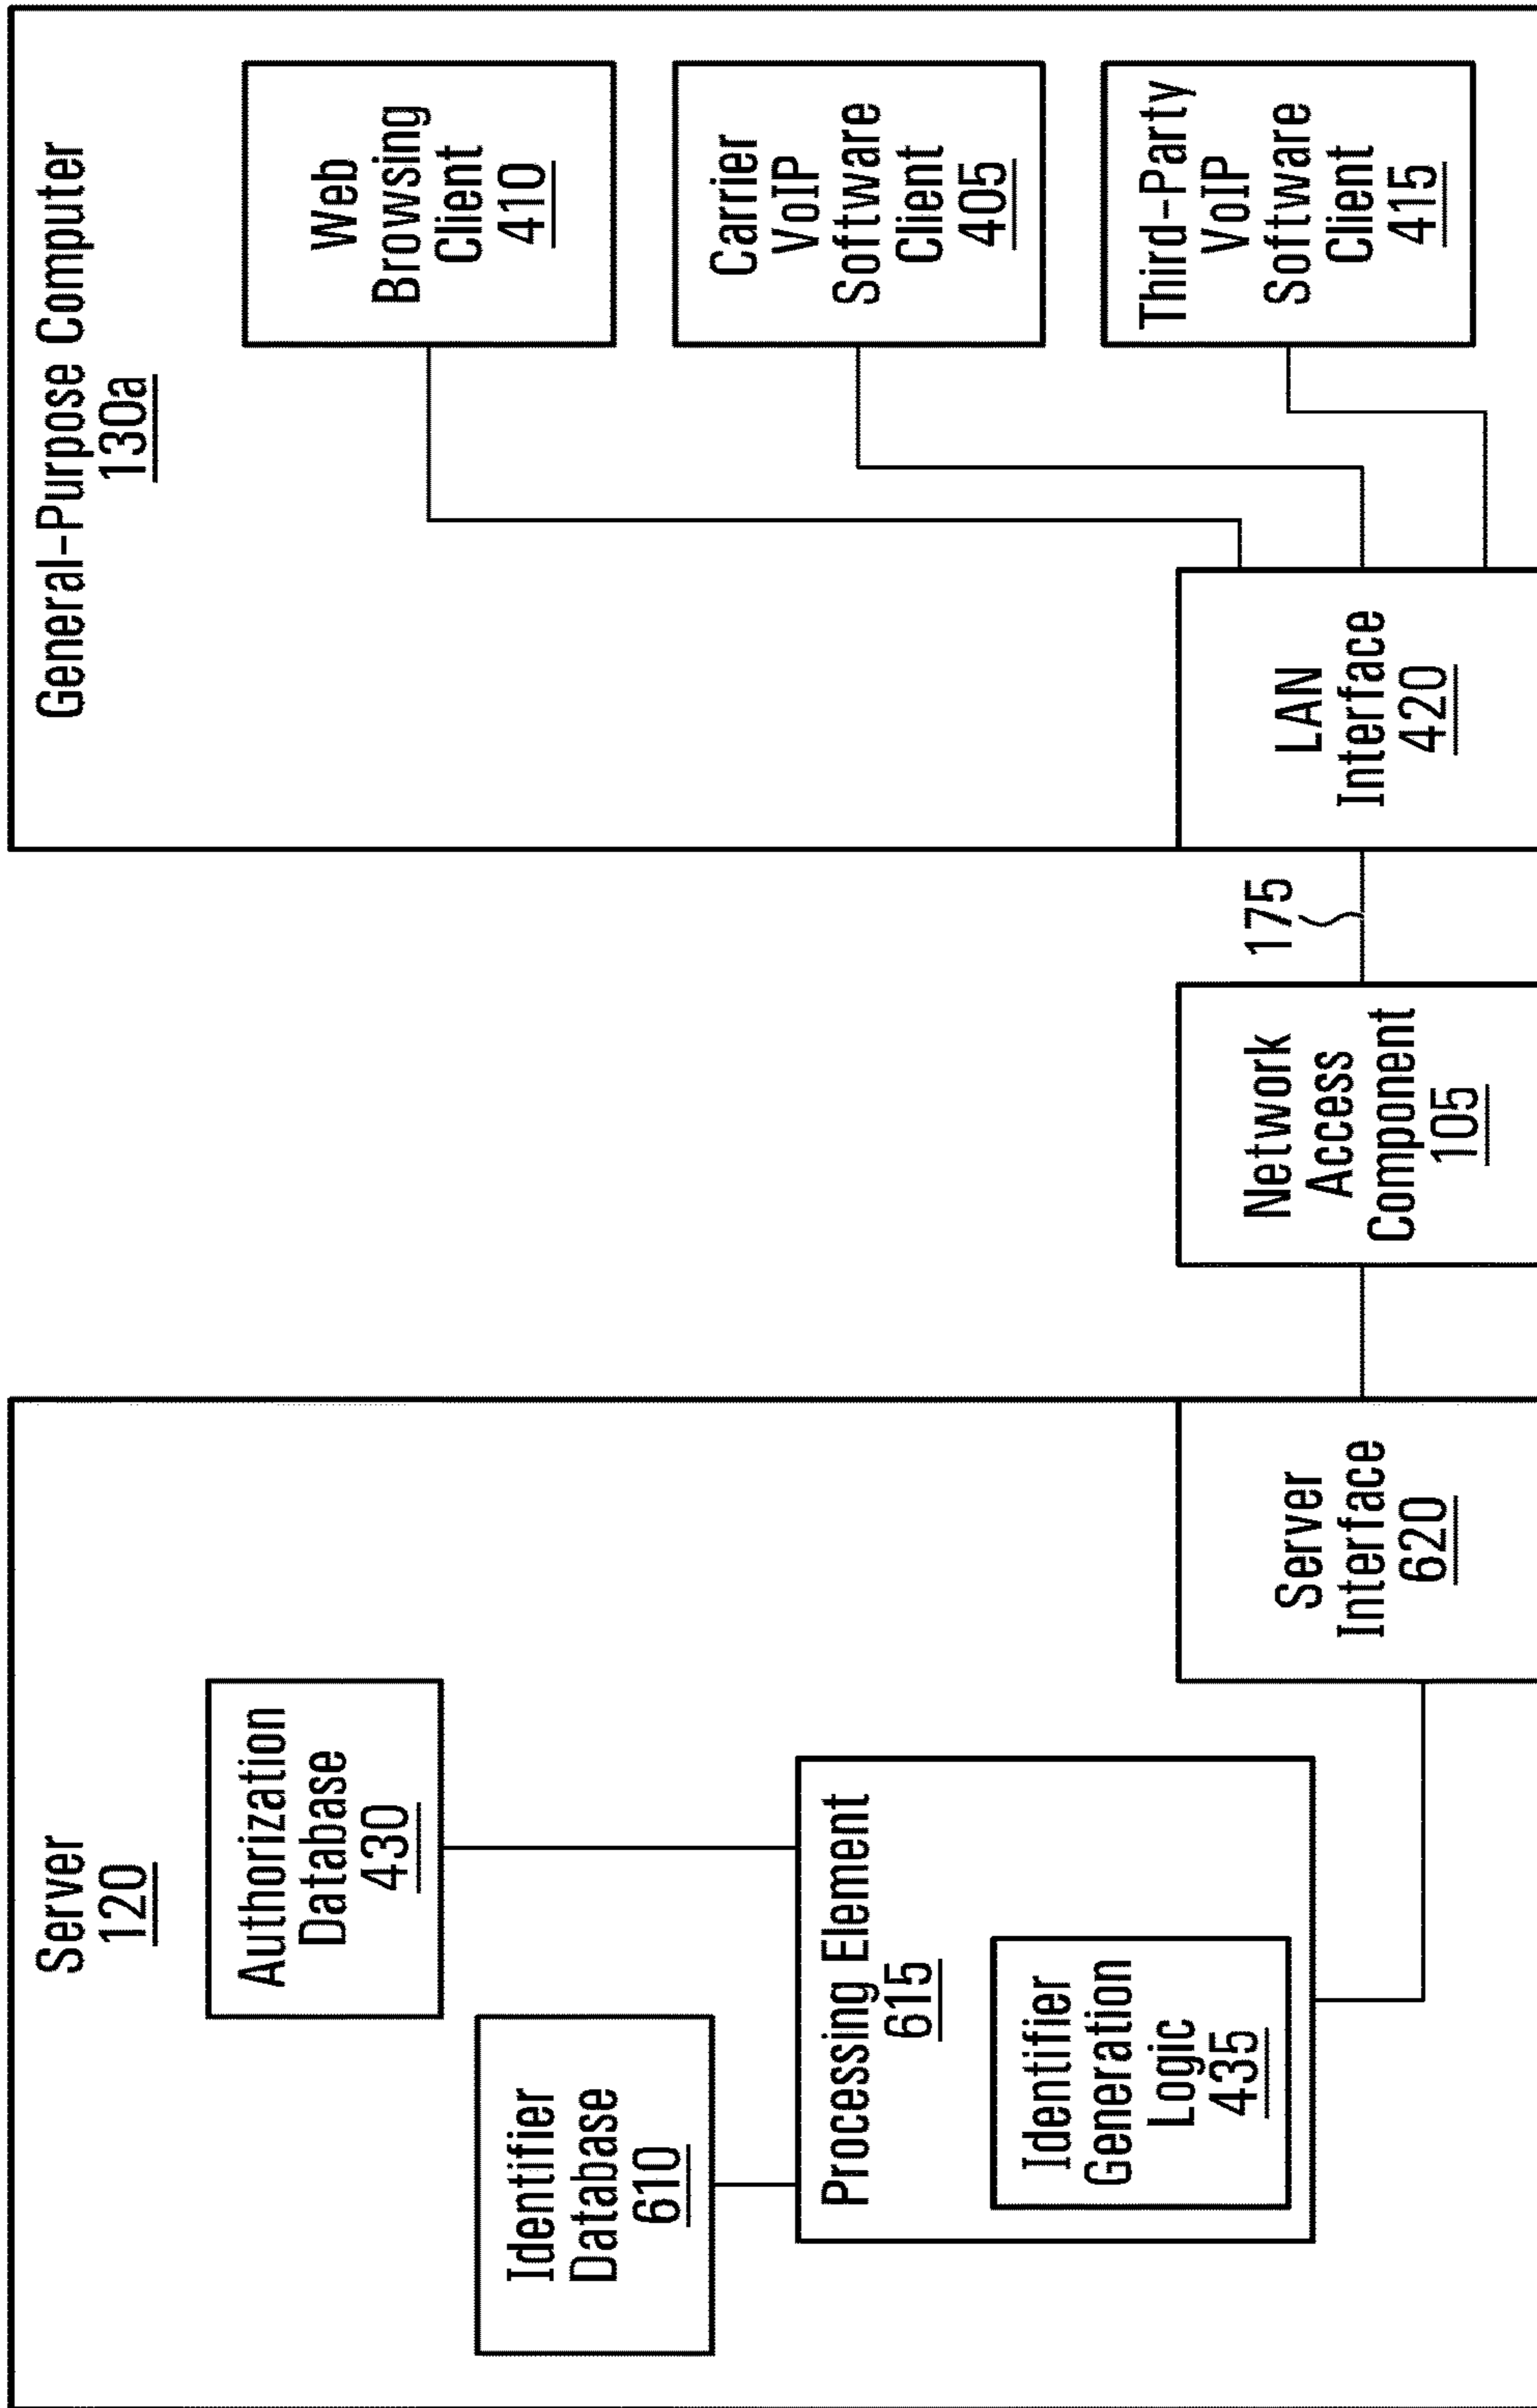 Server
120
Authorization
Database
430
Identifier
Database
610
Processing Element
615
Identifier
Generation
Logic
435
Server
Interface
620
Network
Access
Component
105
175
General-Purpose Computer
130a
Web
Browsing
Client
410
Carrier
VoIP
Software
Client
405
Third-Party
VoIP
Software
Client
415
LAN
Interface
420